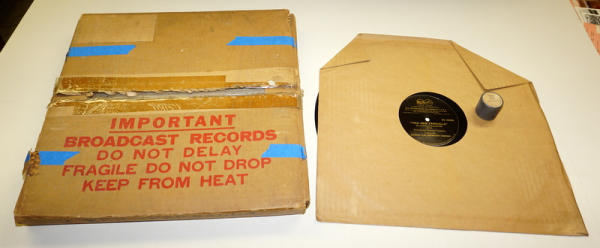 IMPORTANT
BROADCAST RECORDS
DO NOT DELAY
FRAGILE DO NOT DROP
KEEP FROM HEAT